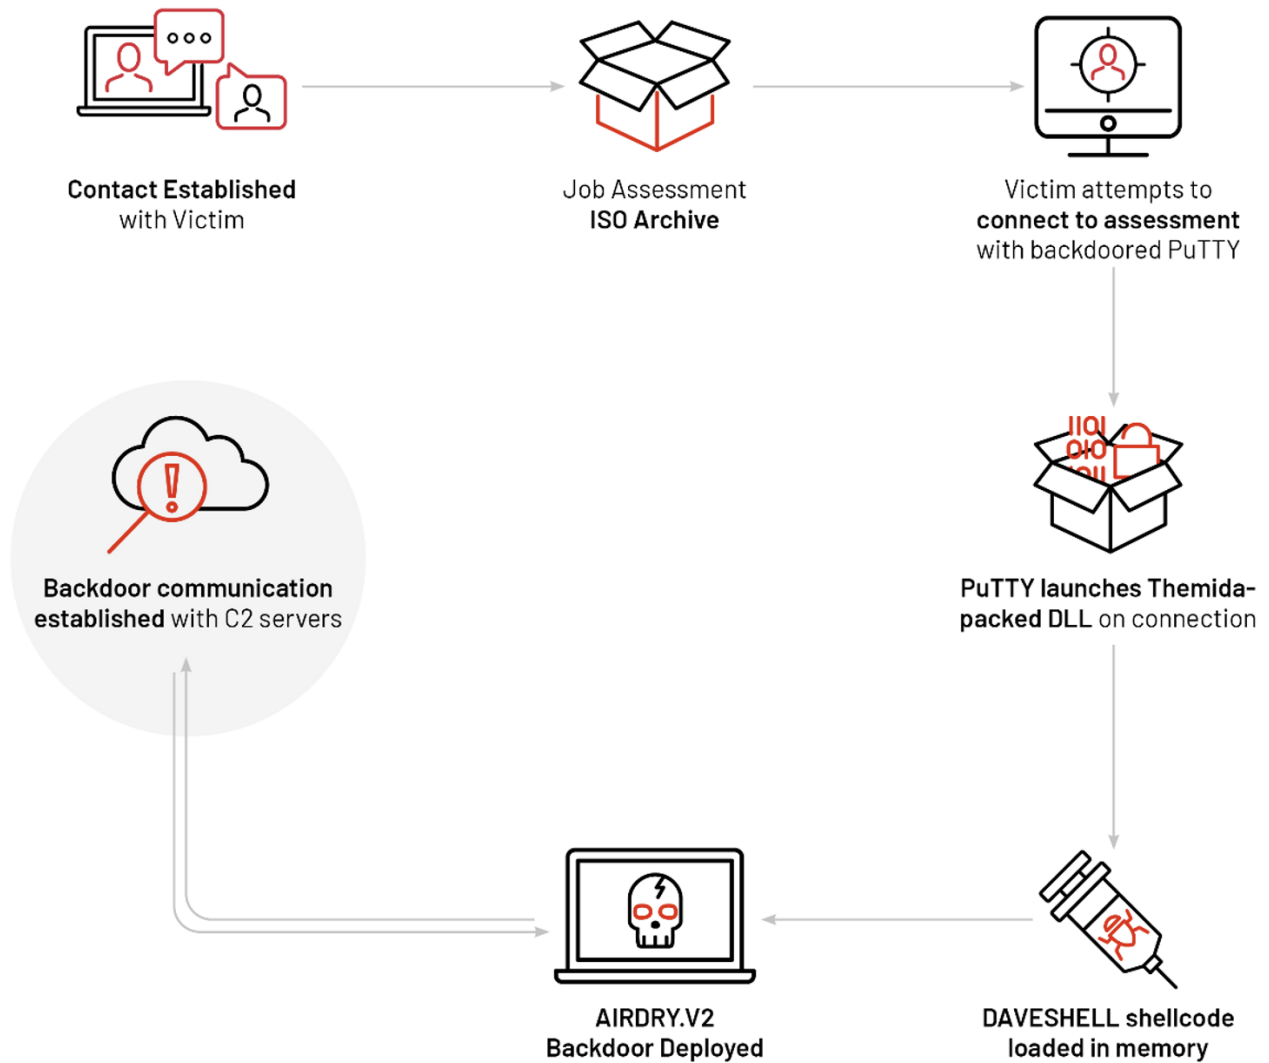 Contact Established
with Victim
Job Assessment
ISO Archive
Victim attempts to
connect to assessment
with backdoored PuTTY
PuTTY launches Themida-
packed DLL on connection
DAVESHELL shellcode
loaded in memory
AIRDRY.V2
Backdoor Deployed
Backdoor communication
established with C2 servers